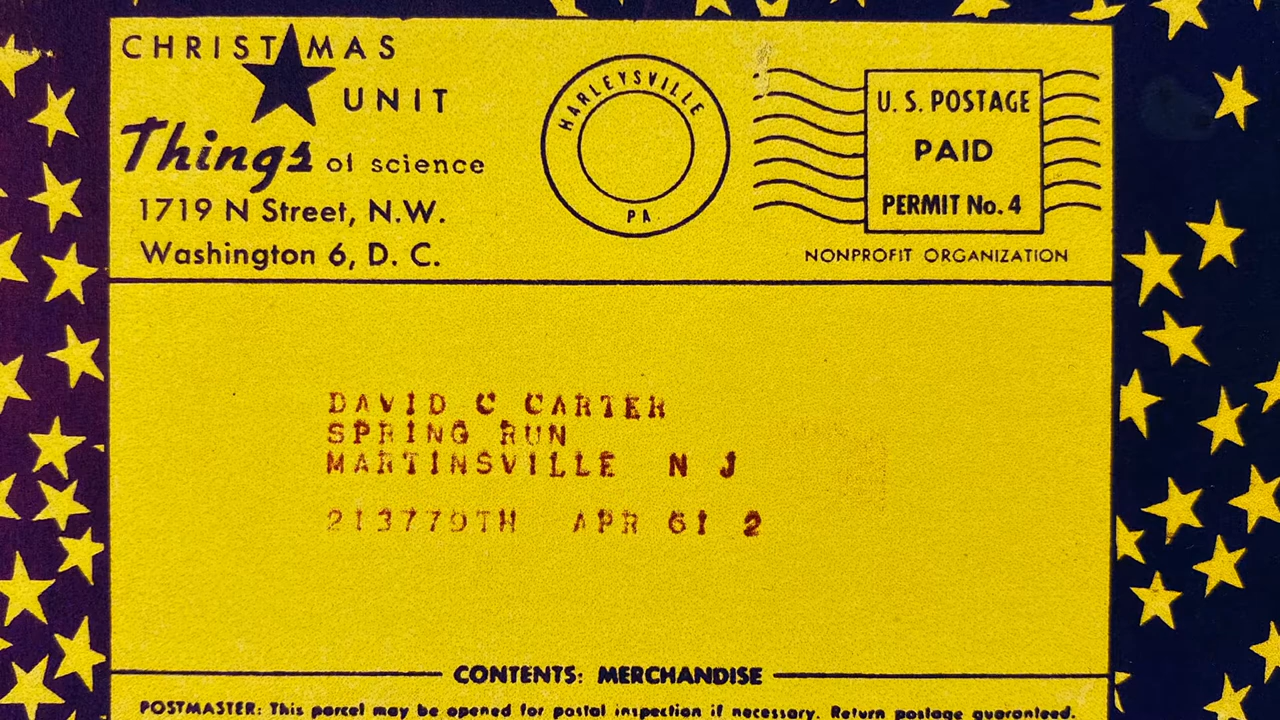 CHRISTMAS
UNIT
Things of science
1719 N Street, N.W.
Washington 6, D. C.
HARLEYSVILLE
PA.
U. S. POSTAGE
PAID
PERMIT No. 4
NONPROFIT ORGANIZATION
DAVID C CARTER
SPRING RUN
MARTINSVILLE N J
213779TH APR 61 2
CONTENTS: MERCHANDISE
POSTMASTER: This parcel may be opened for postal inspection if necessary. Return postage guaranteed.